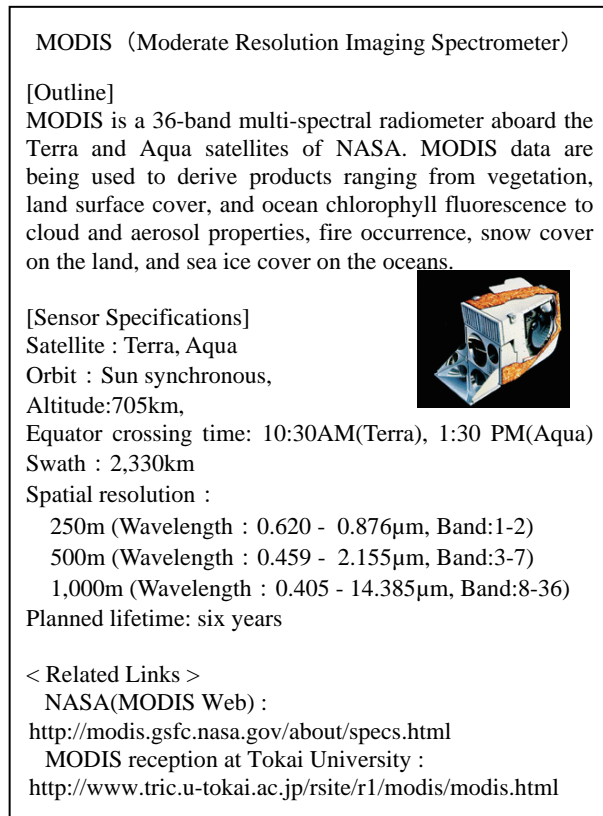 MODIS（Moderate Resolution Imaging Spectrometer）
[Outline]
MODIS is a 36-band multi-spectral radiometer aboard the
Terra and Aqua satellites of NASA. MODIS data are
being used to derive products ranging from vegetation,
land surface cover, and ocean chlorophyll fluorescence to
cloud and aerosol properties, fire occurrence, snow cover
on the land, and sea ice cover on the oceans.
[Sensor Specifications]
Satellite : Terra, Aqua
Orbit：Sun synchronous,
Altitude:705km,
Equator crossing time: 10:30AM(Terra), 1:30 PM(Aqua)
Swath：2,330km
Spatial resolution：
250m (Wavelength：0.620 - 0.876µm, Band:1-2)
500m (Wavelength：0.459 - 2.155µm, Band:3-7)
1,000m (Wavelength：0.405 - 14.385µm, Band:8-36)
Planned lifetime: six years
< Related Links >
NASA(MODIS Web) :
http://modis.gsfc.nasa.gov/about/specs.html
MODIS reception at Tokai University :
http://www.tric.u-tokai.ac.jp/rsite/r1/modis/modis.html